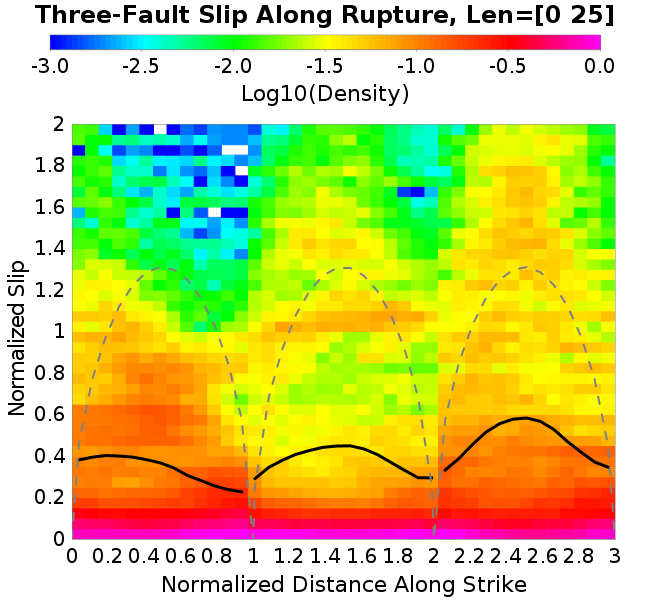 Three-Fault Slip Along Rupture, Len=[0 25]
-3.0 -2.5 -2.0 -1.5 -1.0 -0.5 0.0
Log10(Density)
2
1.8
1.6
1.4
1.2
1
0.8
0.6
0.4
0.2
0
Normalized Slip
0 0.2 0.4 0.6 0.8 1 1.2 1.4 1.6 1.8 2 2.2 2.4 2.6 2.8 3
Normalized Distance Along Strike